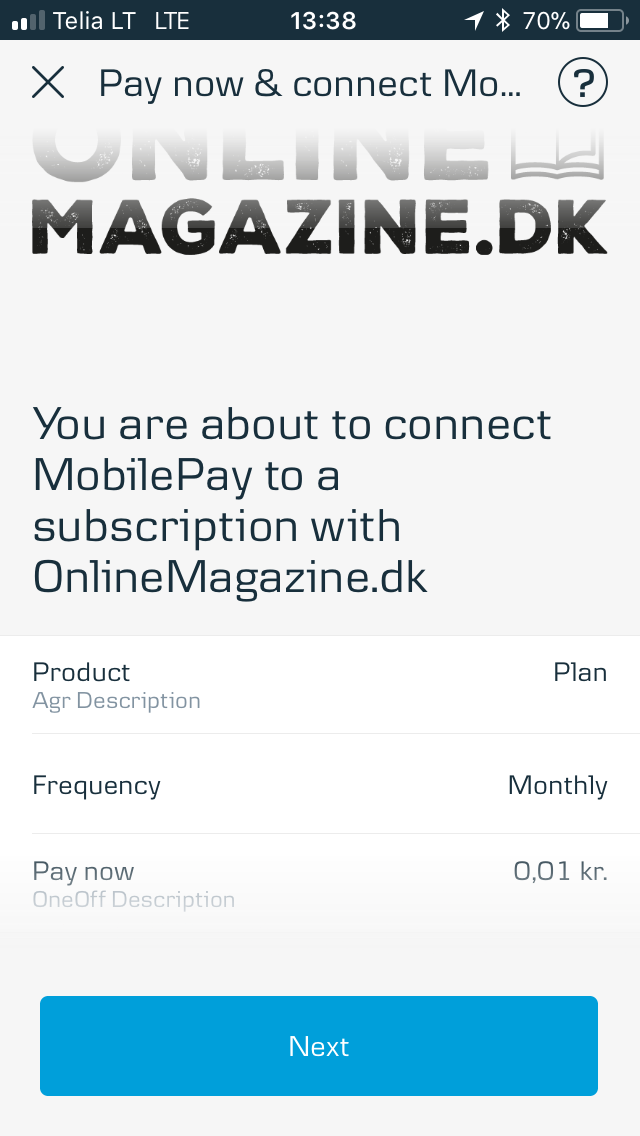 Telia LT LTE 13:38 70%
Pay now & connect Mo... ?
ONLINE
MAGAZINE.DK
You are about to connect
MobilePay to a
subscription with
OnlineMagazine.dk
Product Plan
Agr Description
Frequency Monthly
Pay now 0,01 kr.
OneOff Description
Next